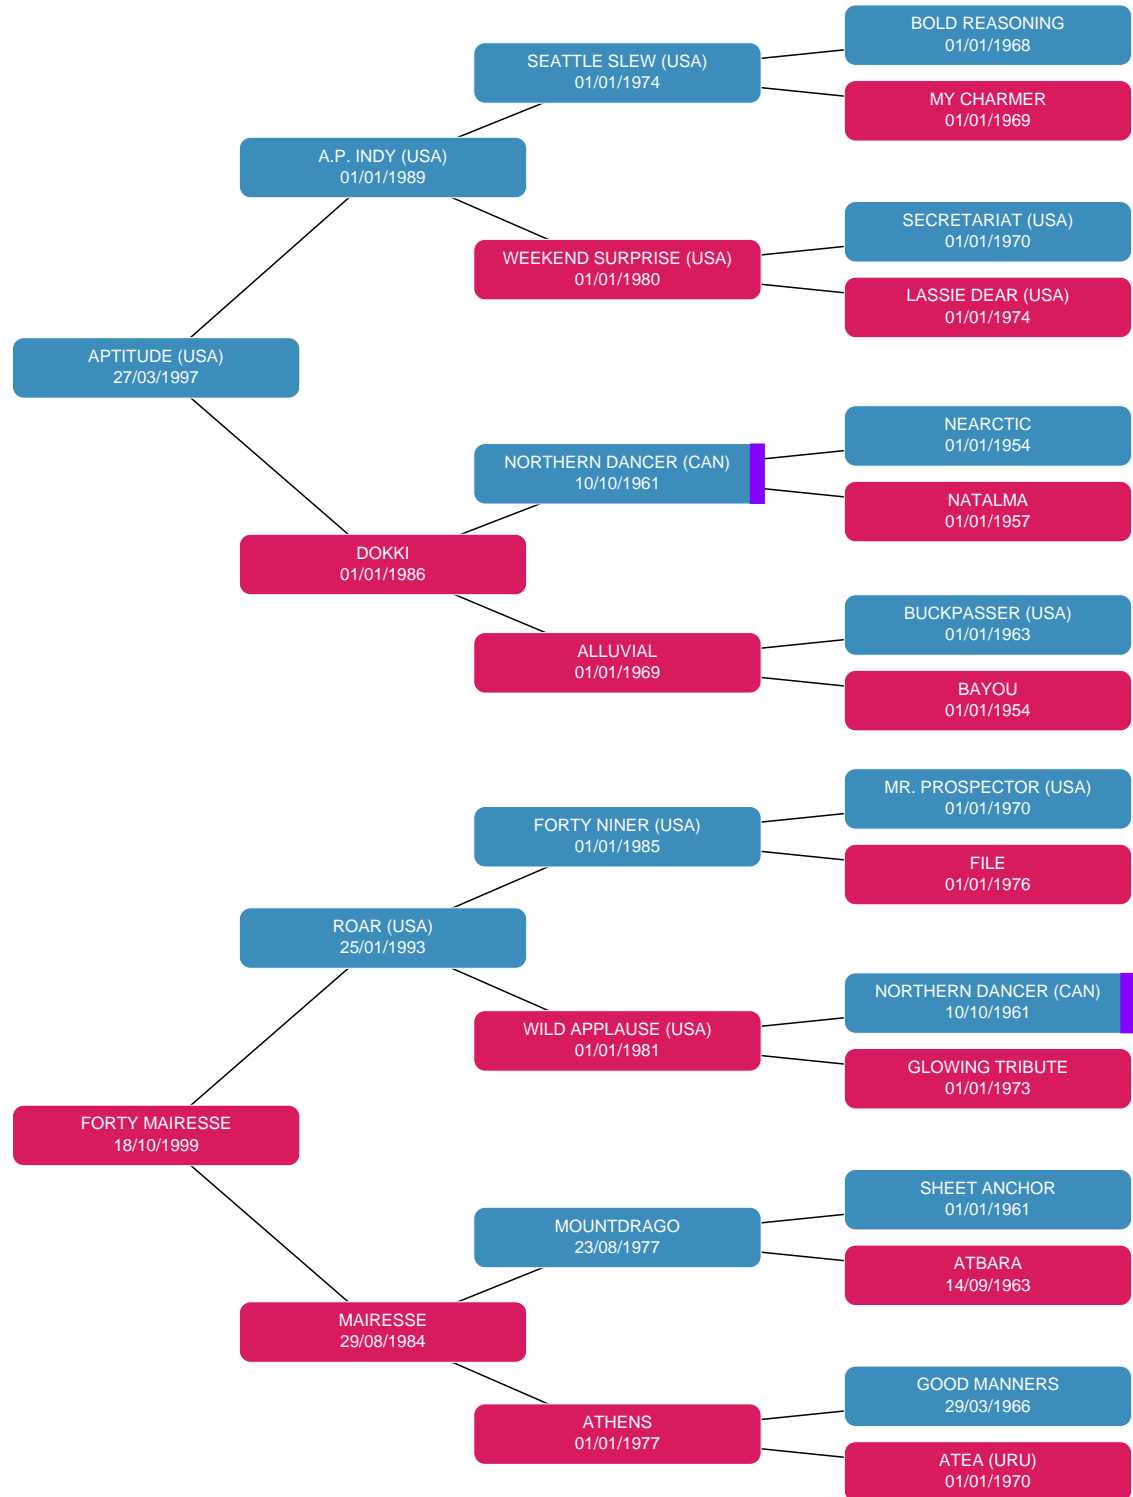 BOLD REASONING
01/01/1968
SEATTLE SLEW (USA)
01/01/1974
MY CHARMER
01/01/1969
A.P. INDY (USA)
01/01/1989
SECRETARIAT (USA)
01/01/1970
WEEKEND SURPRISE (USA)
01/01/1980
LASSIE DEAR (USA)
01/01/1974
APTITUDE (USA)
27/03/1997
NEARCTIC
01/01/1954
NORTHERN DANCER (CAN)
10/10/1961
NATALMA
01/01/1957
DOKKI
01/01/1986
BUCKPASSER (USA)
01/01/1963
ALLUVIAL
01/01/1969
BAYOU
01/01/1954
MR. PROSPECTOR (USA)
01/01/1970
FORTY NINER (USA)
01/01/1985
FILE
01/01/1976
ROAR (USA)
25/01/1993
NORTHERN DANCER (CAN)
10/10/1961
WILD APPLAUSE (USA)
01/01/1981
GLOWING TRIBUTE
01/01/1973
FORTY MAIRESSE
18/10/1999
SHEET ANCHOR
01/01/1961
MOUNTDRAGO
23/08/1977
ATBARA
14/09/1963
MAIRESSE
29/08/1984
GOOD MANNERS
29/03/1966
ATHENS
01/01/1977
ATEA (URU)
01/01/1970